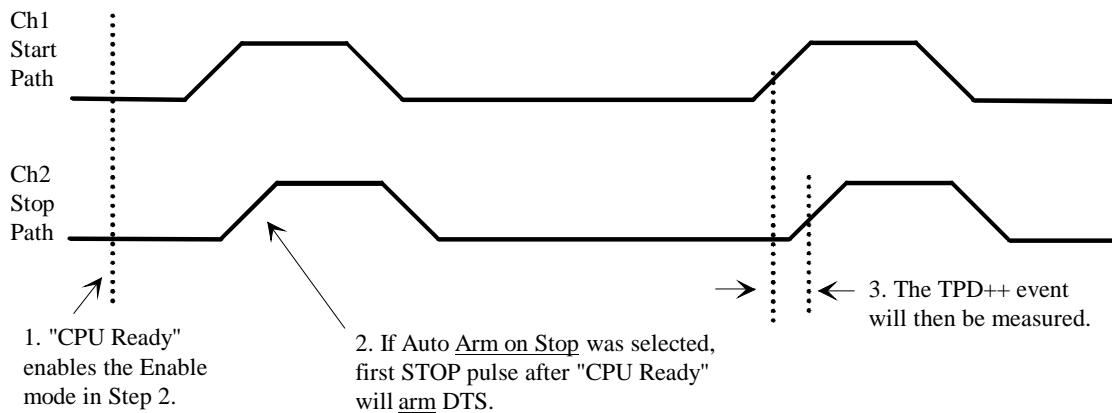 Ch1
Start
Path
Ch2
Stop
Path
1. "CPU Ready"
enables the Enable
mode in Step 2.
2. If Auto Arm on Stop was selected,
first STOP pulse after "CPU Ready"
will arm DTS.
3. The TPD++ event
will then be measured.